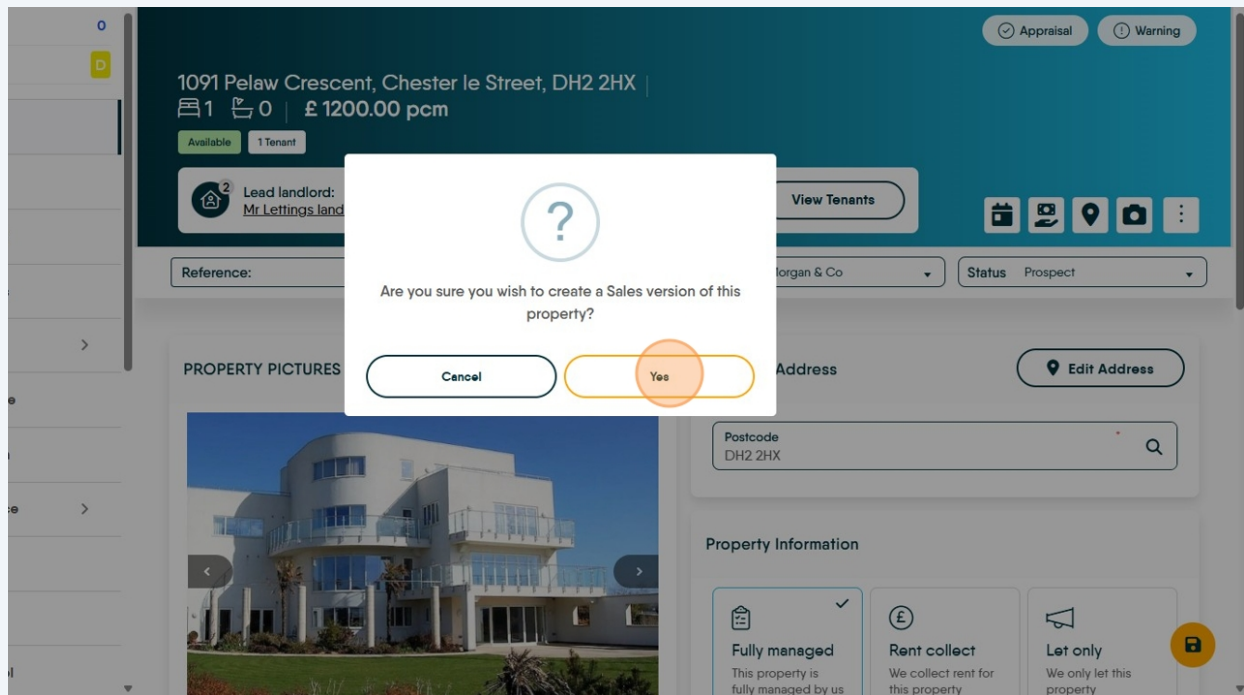 0
D
Appraisal
Warning
1091 Pelaw Crescent, Chester le Street, DH2 2HX
1 0 £ 1200.00 pcm
Available 1 Tenant
2
Lead landlord:
Mr Lettings land
View Tenants
Reference:
organ & Co
Status Prospect
?
Are you sure you wish to create a Sales version of this
property?
Cancel
Yes
PROPERTY PICTURES
Address
Edit Address
Postcode *
DH2 2HX
Property Information
Fully managed
This property is
fully managed by us
Rent collect
We collect rent for
this property
Let only
We only let this
property